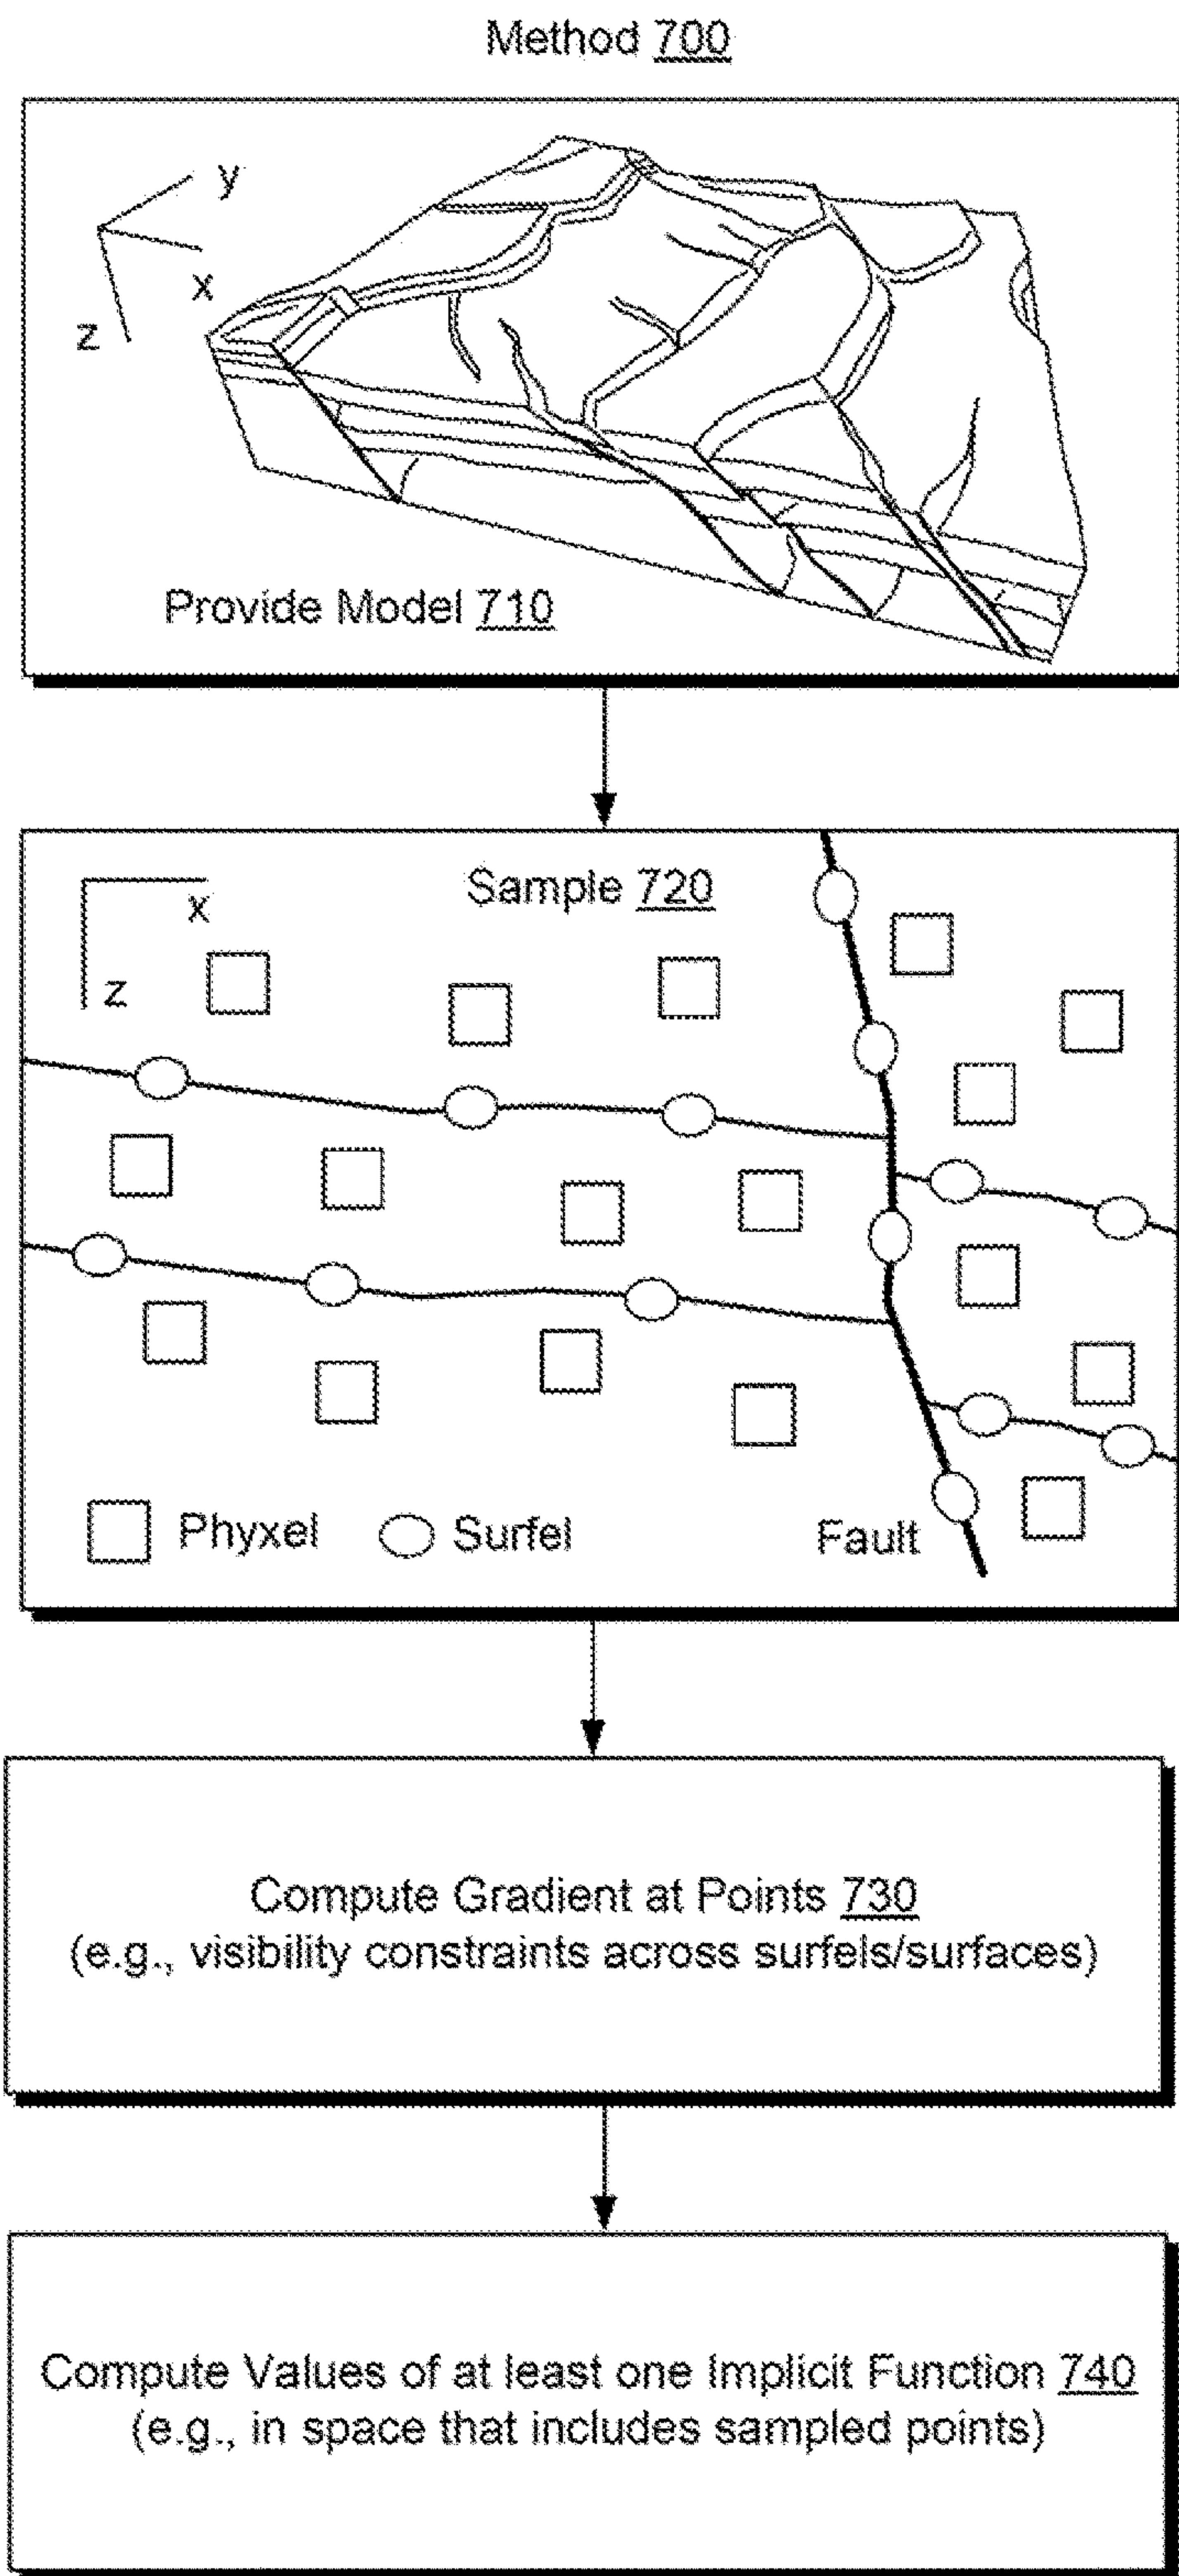 Method 700
y
x
z
Provide Model 710
Sample 720
x
z
Phyxel
Surfel
Fault
Compute Gradient at Points 730
(e.g., visibility constraints across surfels/surfaces)
Compute Values of at least one Implicit Function 740
(e.g., in space that includes sampled points)